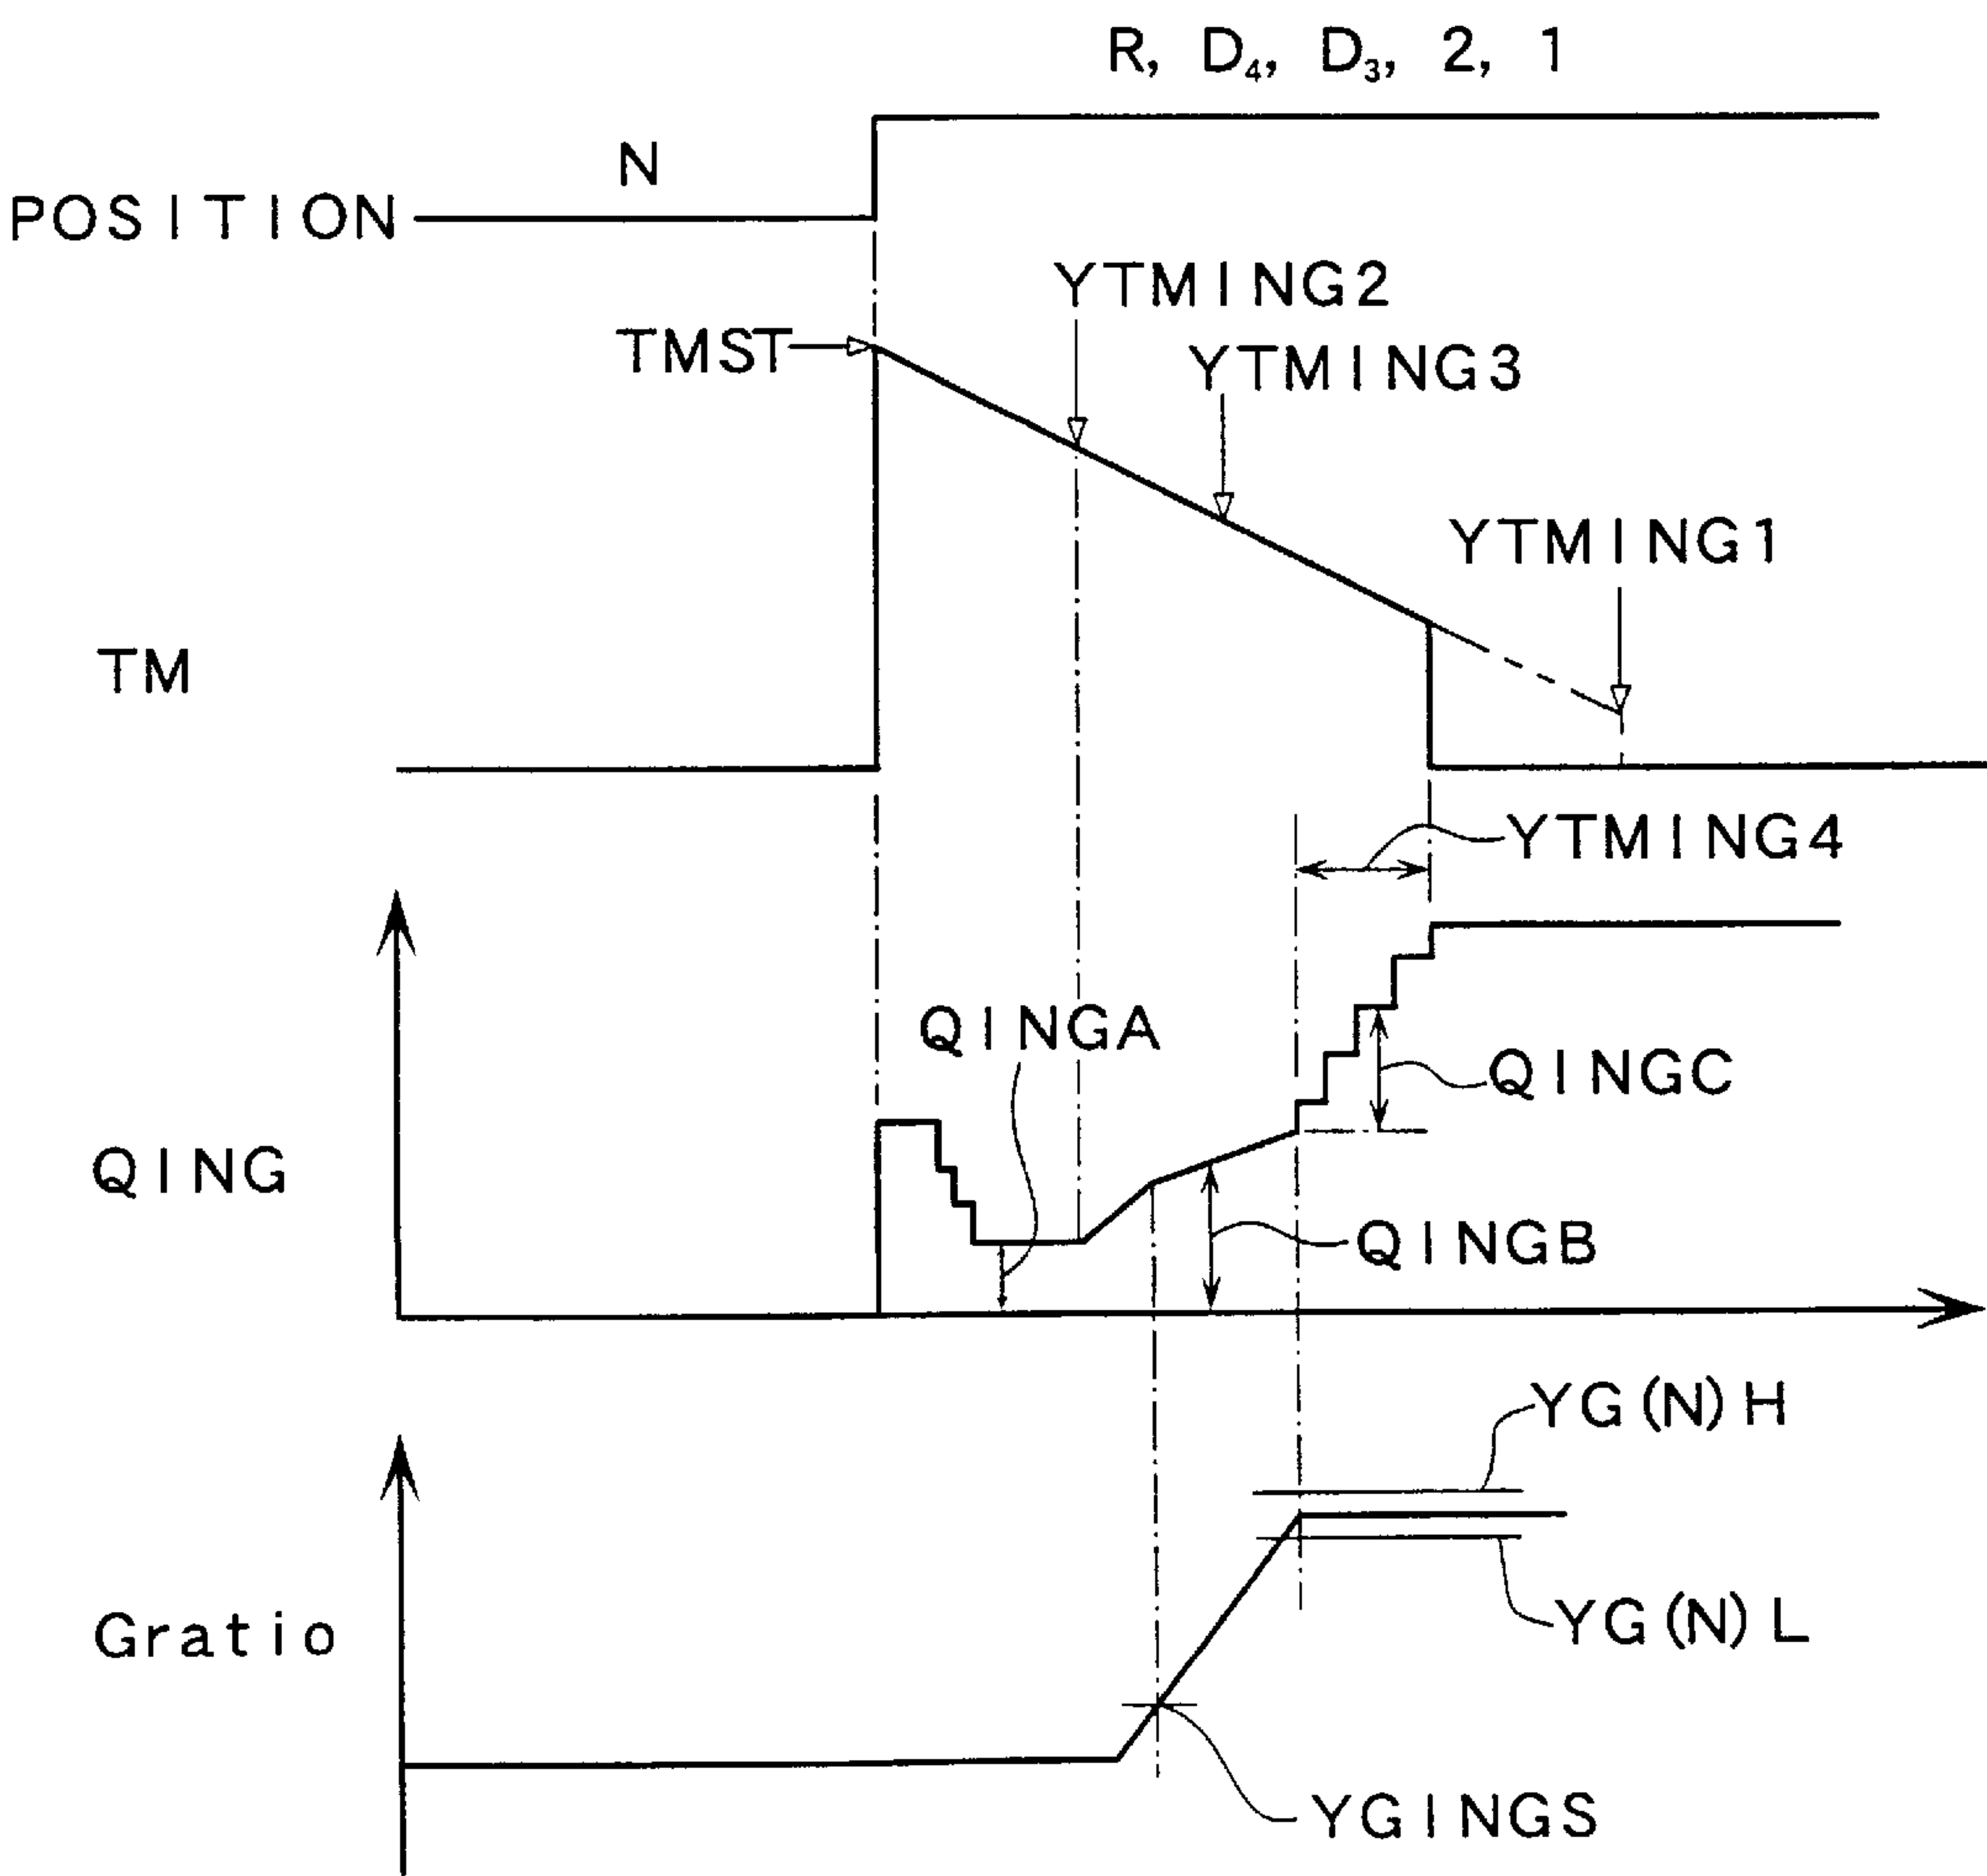 R, D₄, D₃, 2, 1
N
POSITION
YTMING2
TMST
YTMING3
YTMING1
TM
YTMING4
QINGA
QINGC
QING
QINGB
YG(N)H
Gratio
YG(N)L
YGINGS